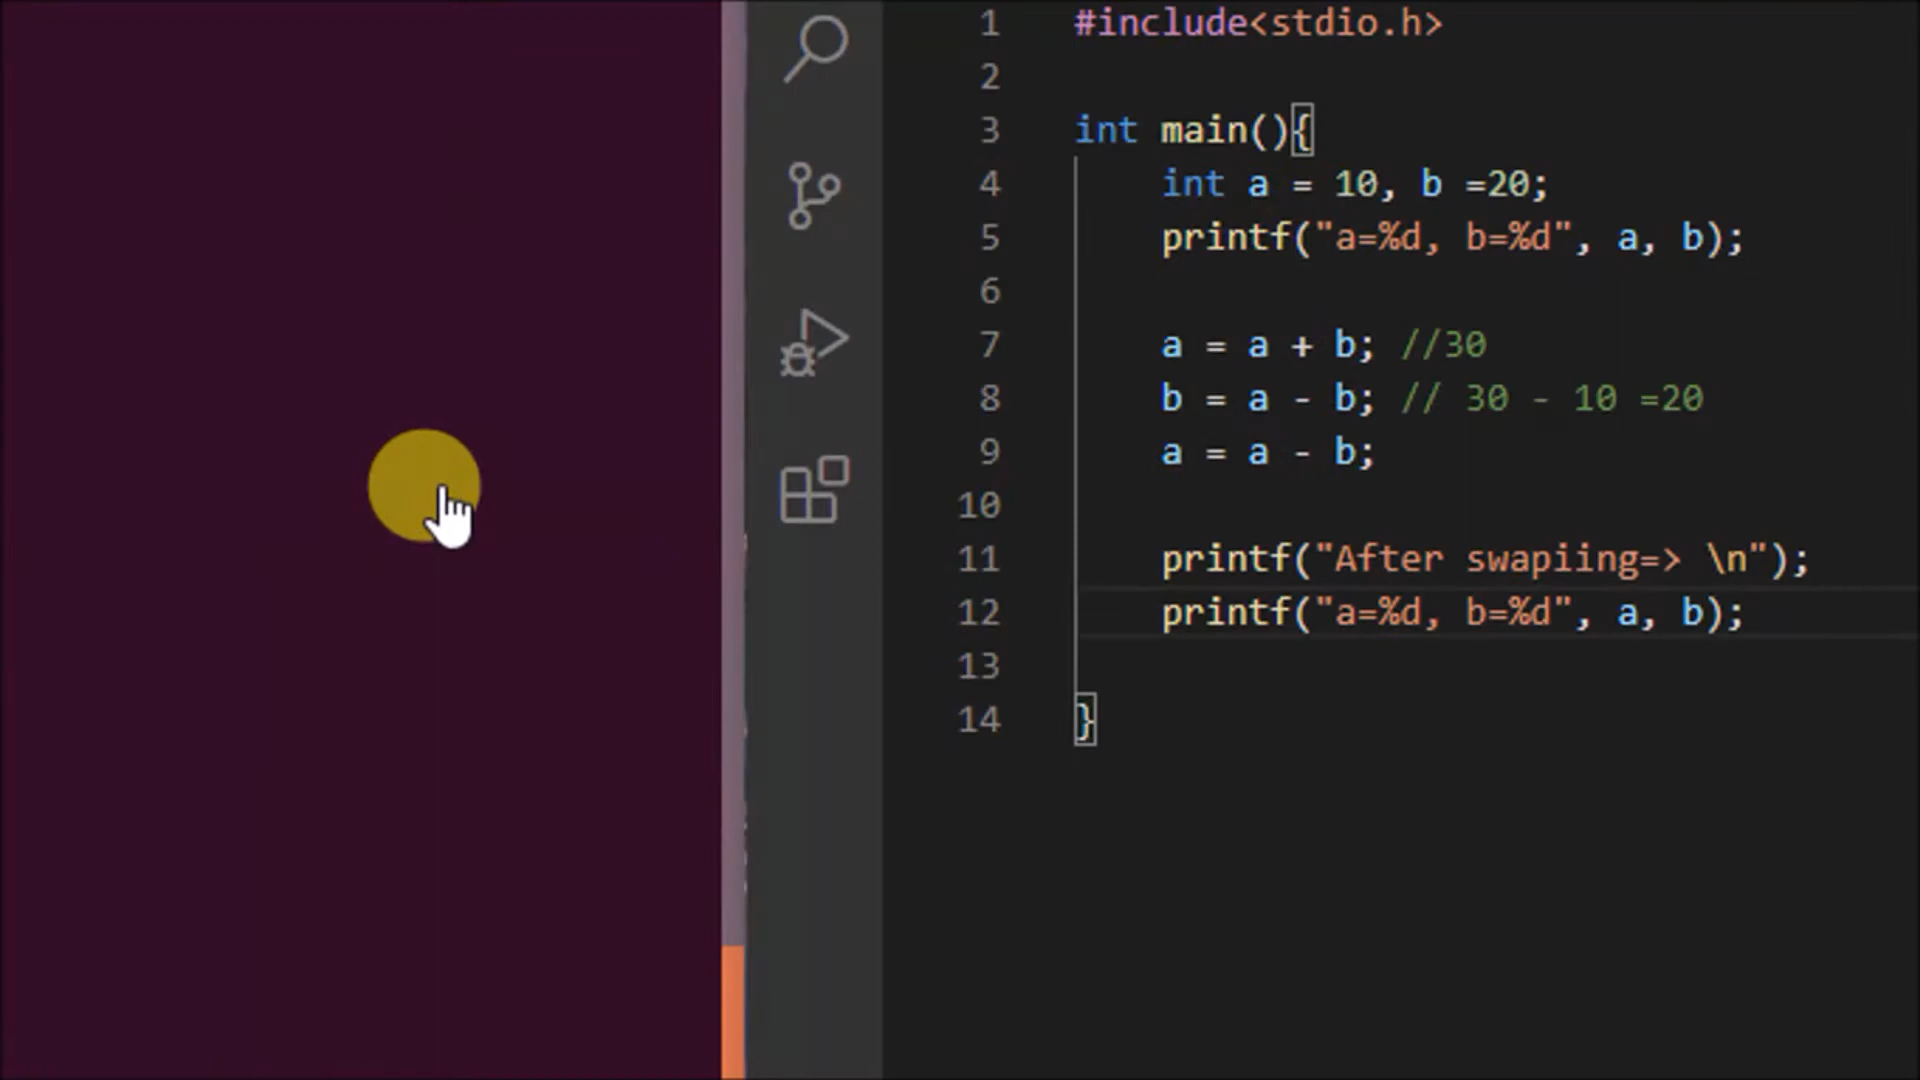 1 #include<stdio.h>
2
3 int main(){
4     int a = 10, b =20;
5     printf("a=%d, b=%d", a, b);
6
7     a = a + b; //30
8     b = a - b; // 30 - 10 =20
9     a = a - b;
10
11     printf("After swapiing=> \n");
12     printf("a=%d, b=%d", a, b);
13
14 }